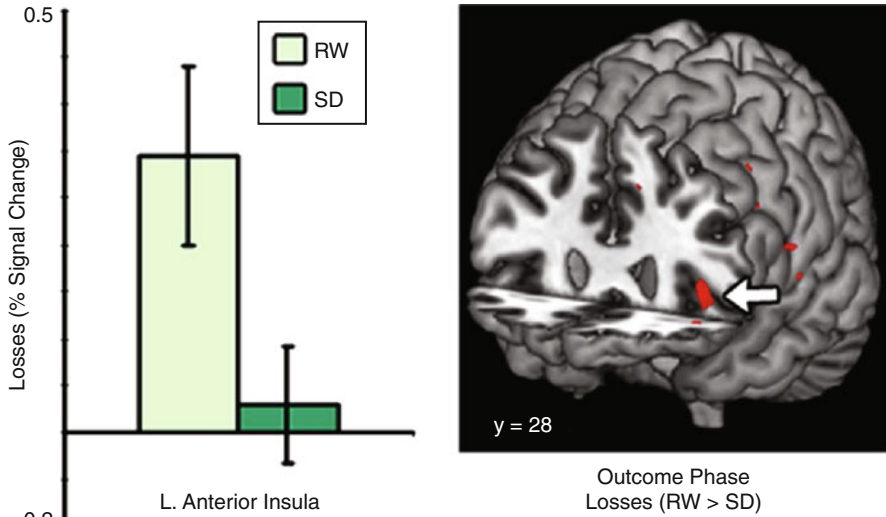 0.5
RW
SD
Losses (% Signal Change)
L. Anterior Insula
y = 28
Outcome Phase
Losses (RW > SD)